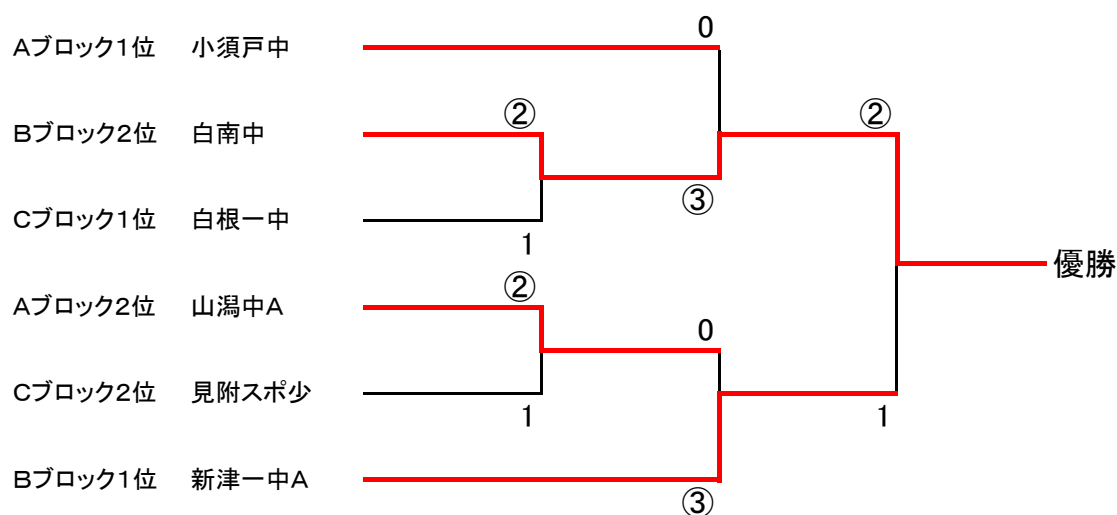 0
Aブロック1位 小須戸中
② ②
Bブロック2位 白南中
③
Cブロック1位 白根一中
1
優勝
②
Aブロック2位 山潟中A
0
Cブロック2位 見附スポ少
1 1
Bブロック1位 新津一中A
③